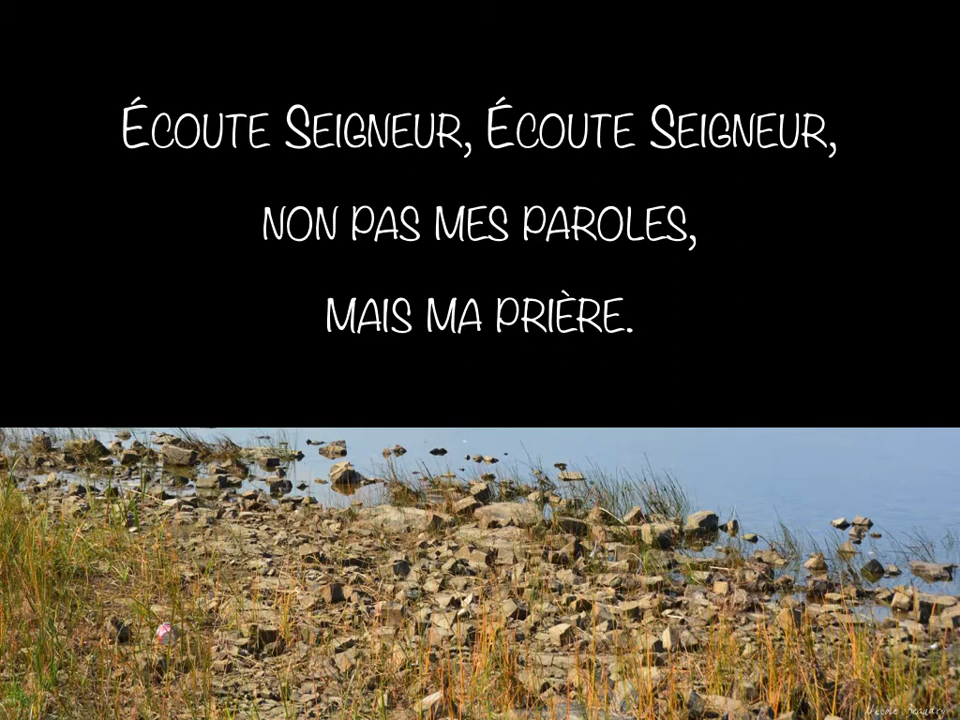 Écoute Seigneur, Écoute Seigneur,
non pas mes paroles,
mais ma prière.